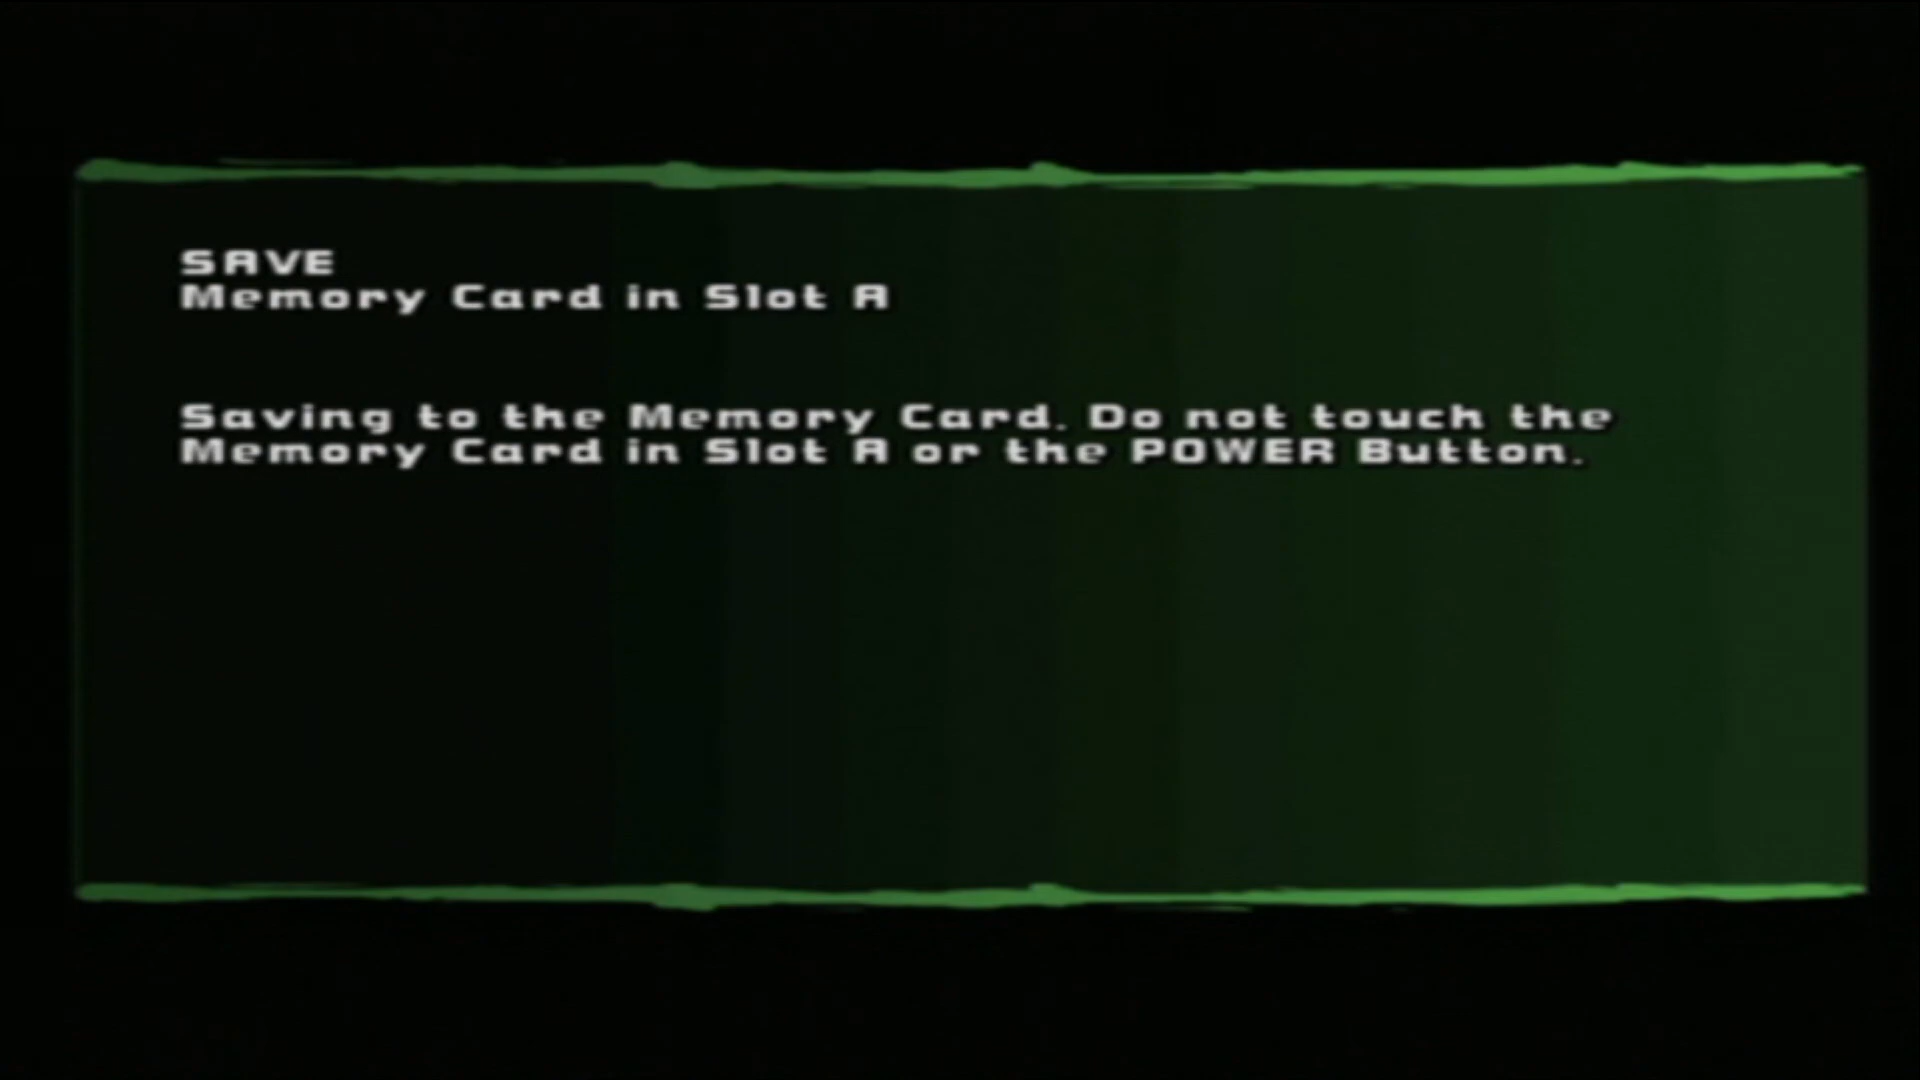 SAVE
Memory Card in Slot A
Saving to the Memory Card. Do not touch the
Memory Card in Slot A or the POWER Button.